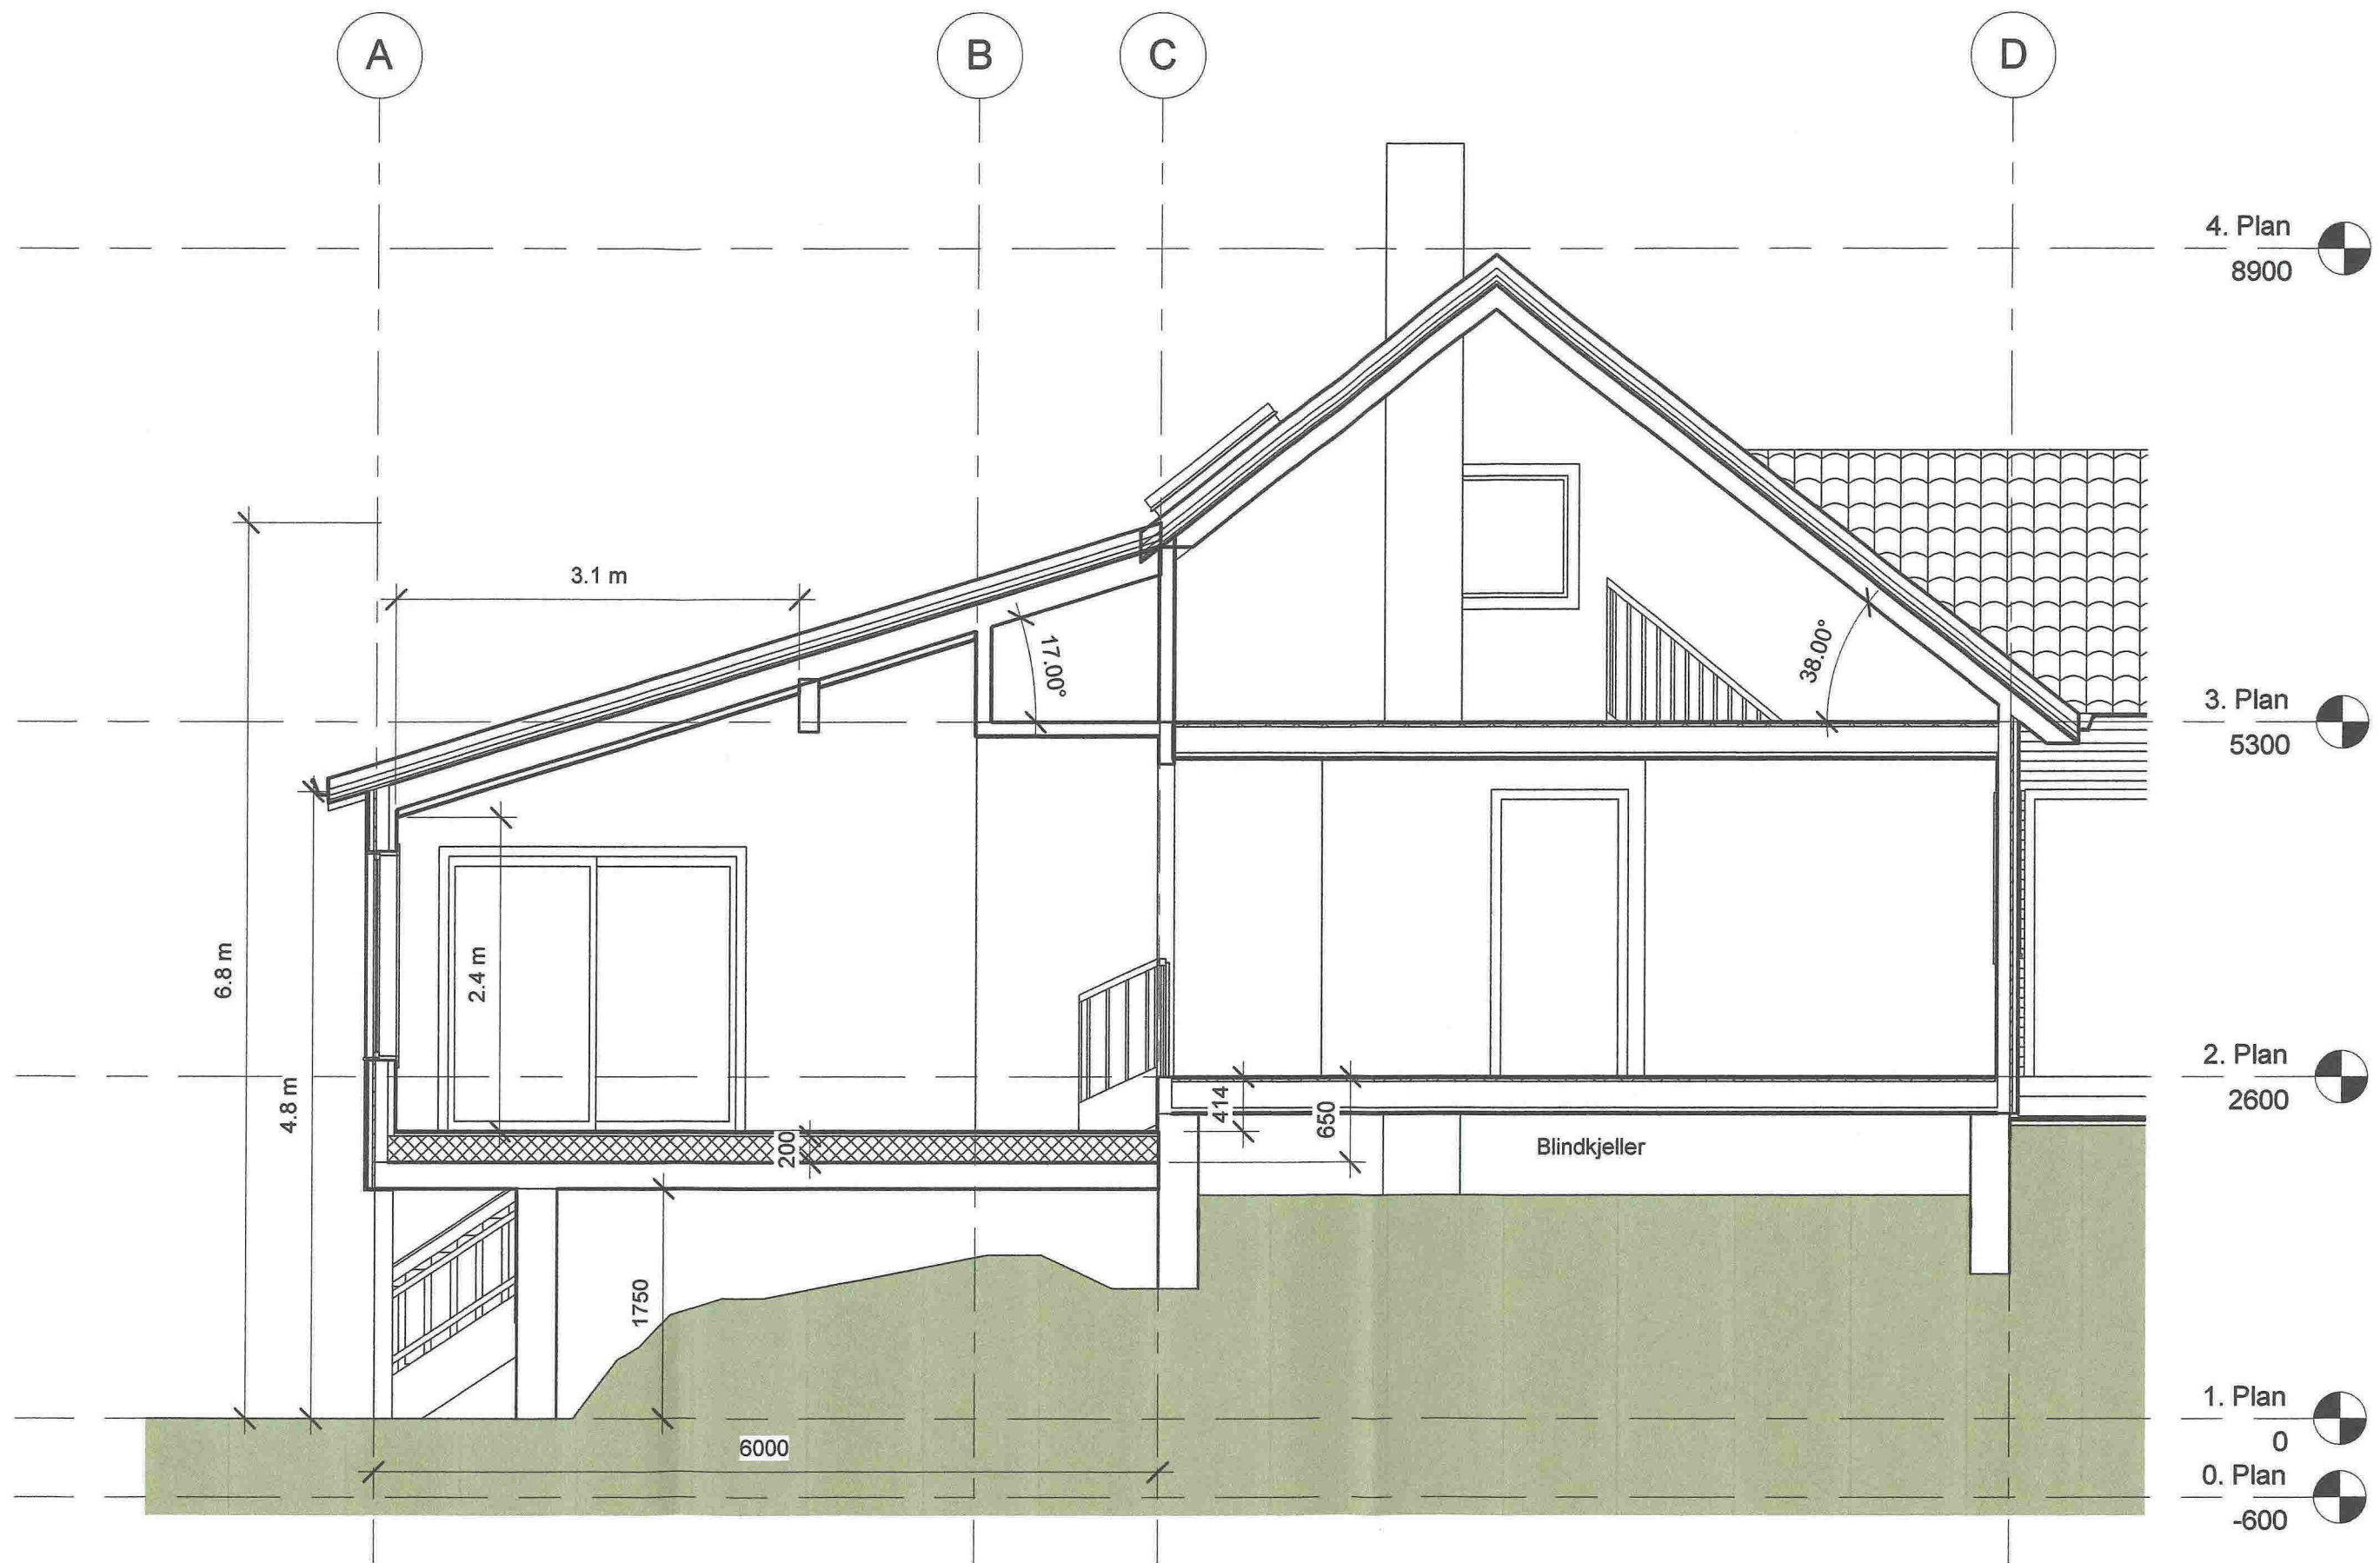 A
B
C
D
4. Plan
8900
3.1 m
17.00°
38.00°
3. Plan
5300
6.8 m
2.4 m
4.8 m
2. Plan
2600
414
650
200
Blindkjeller
1750
1. Plan
0
6000
0. Plan
-600